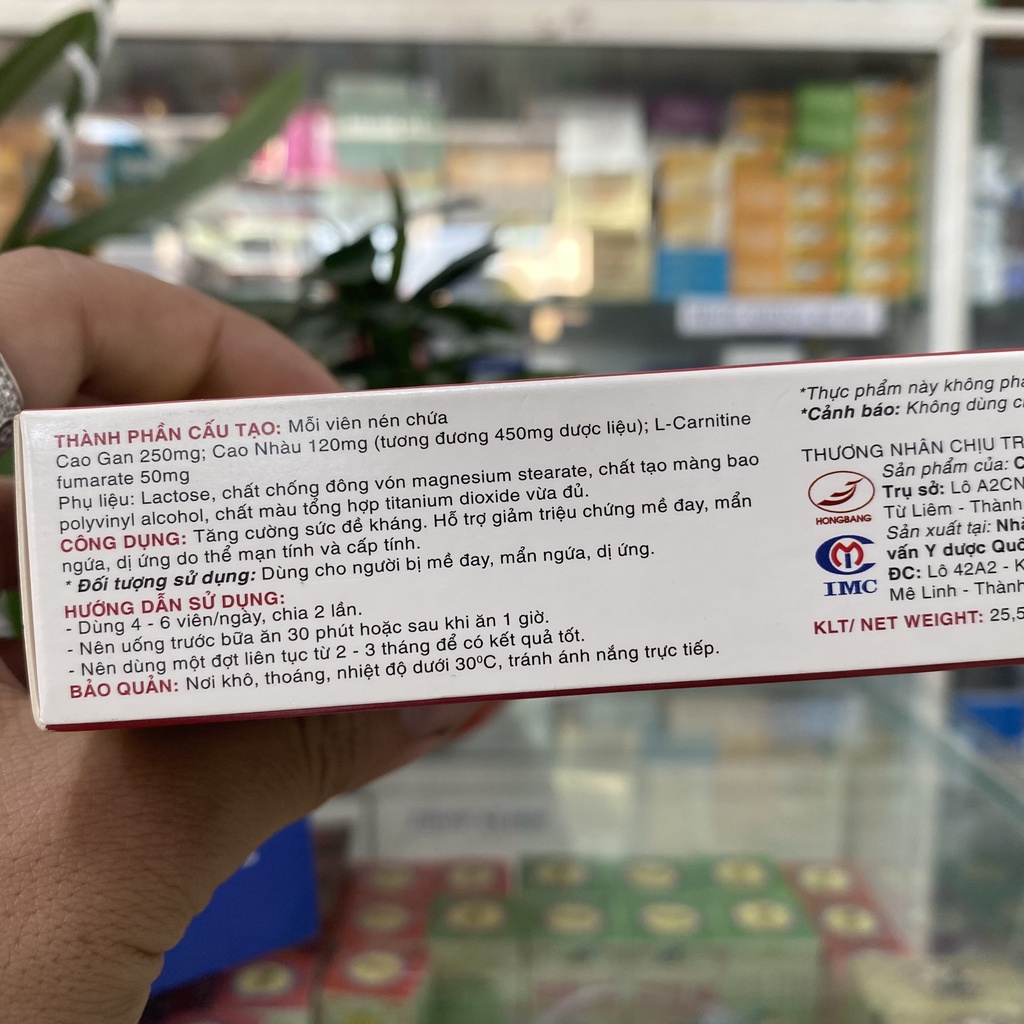 THÀNH PHẦN CẤU TẠO: Mỗi viên nén chứa
Cao Gan 250mg; Cao Nhàu 120mg (tương đương 450mg dược liệu); L-Carnitine
fumarate 50mg
Phụ liệu: Lactose, chất chống đông vón magnesium stearate, chất tạo màng bao
polyvinyl alcohol, chất màu tổng hợp titanium dioxide vừa đủ.
CÔNG DỤNG: Tăng cường sức đề kháng. Hỗ trợ giảm triệu chứng mề đay, mẩn
ngứa, dị ứng do thể mạn tính và cấp tính.
* Đối tượng sử dụng: Dùng cho người bị mề đay, mẩn ngứa, dị ứng.
HƯỚNG DẪN SỬ DỤNG:
- Dùng 4 - 6 viên/ngày, chia 2 lần.
- Nên uống trước bữa ăn 30 phút hoặc sau khi ăn 1 giờ.
- Nên dùng một đợt liên tục từ 2 - 3 tháng để có kết quả tốt.
BẢO QUẢN: Nơi khô, thoáng, nhiệt độ dưới 30ºC, tránh ánh nắng trực tiếp.
*Thực phẩm này không
*Cảnh báo: Không dùng
THƯƠNG NHÂN CHỊU
Sản phẩm của:
Trụ sở: Lô A2CN
Từ Liêm - Thành
HONGBANG
Sản xuất tại:
vấn Y dược
IMC
ĐC: Lô 42A2 -
Mê Linh - Thành
KLT/ NET WEIGHT: 25,5